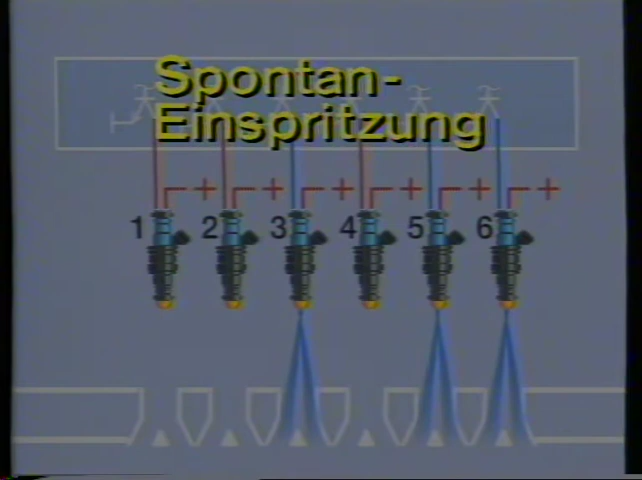 Spontan-
Einspritzung
+ + + + + +
1 2 3 4 5 6